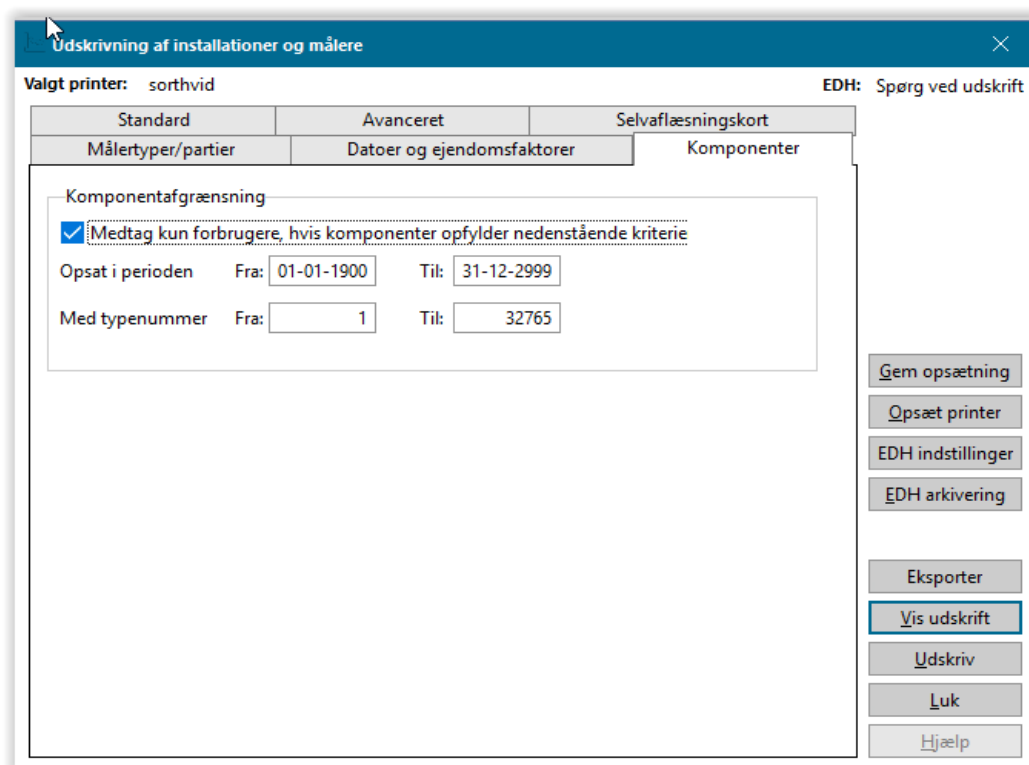 Udskrivning af installationer og målere
Valgt printer: sorthvid EDH: Spørg ved udskrift
Standard Avanceret Selvaflæsningskort
Målertyper/partier Datoer og ejendomsfaktorer Komponenter
Komponentafgrænsning
Medtag kun forbrugere, hvis komponenter opfylder nedenstående kriterie
Opsat i perioden Fra: 01-01-1900 Til: 31-12-2999
Med typenummer Fra: 1 Til: 32765
Gem opsætning
Opsæt printer
EDH indstillinger
EDH arkivering
Eksporter
Vis udskrift
Udskriv
Luk
Hjælp